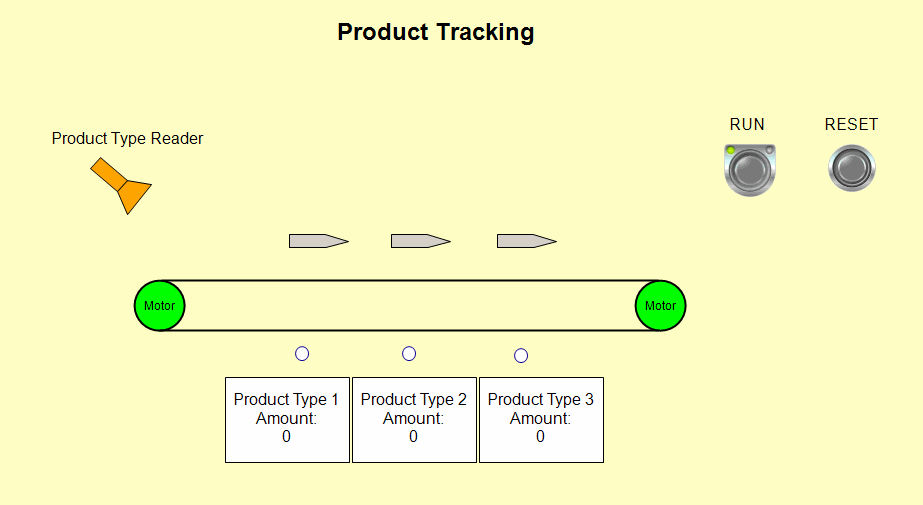 Product Tracking
RUN
RESET
Product Type Reader
Motor
Motor
Product Type 1
Amount:
0
Product Type 2
Amount:
0
Product Type 3
Amount:
0